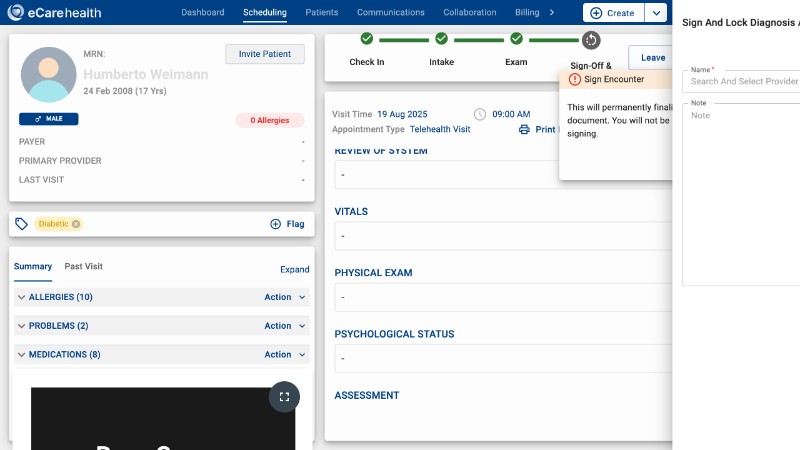 eCarehealth
Dashboard
Scheduling
Patients
Communications
Collaboration
Billing
Create
MRN:
Humberto Weimann
24 Feb 2008 (17 Yrs)
Invite Patient
MALE
0 Allergies
PAYER -
PRIMARY PROVIDER -
LAST VISIT -
Diabetic
Flag
Summary
Past Visit
Expand
ALLERGIES (10) Action
PROBLEMS (2) Action
MEDICATIONS (8) Action
Check In
Intake
Exam
Sign-Off &
Leave
Sign Encounter
This will permanently finali
document. You will not be
signing.
Visit Time 19 Aug 2025 09:00 AM
Appointment Type Telehealth Visit
Print
REVIEW OF SYSTEM
-
VITALS
-
PHYSICAL EXAM
-
PSYCHOLOGICAL STATUS
-
ASSESSMENT
Sign And Lock Diagnosis
Name *
Search And Select Provider
Note
Note